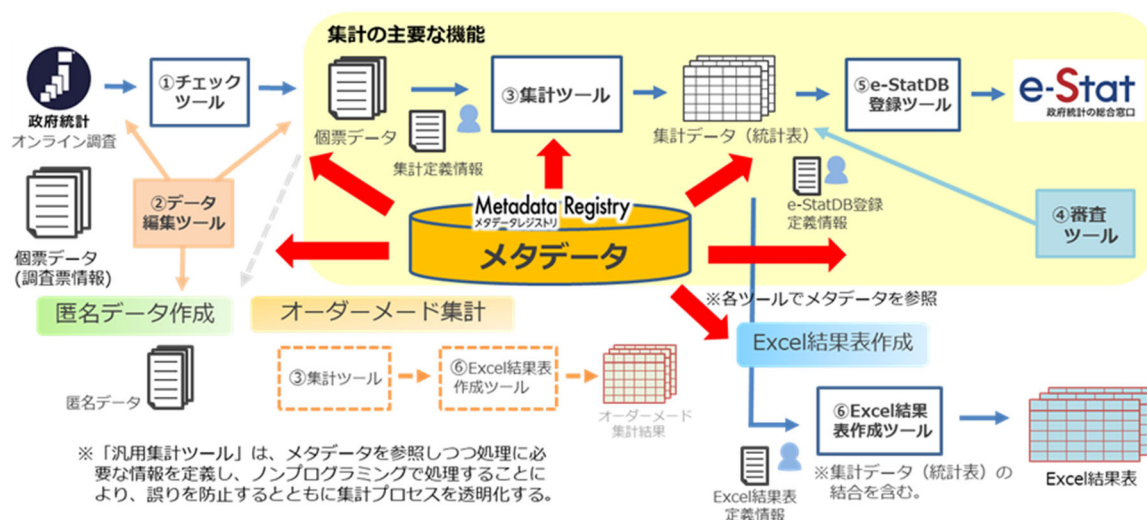 集計の主要な機能
政府統計
オンライン調査
①チェック
ツール
個票データ
集計定義情報
③集計ツール
集計データ（統計表）
⑤e-StatDB
登録ツール
e-Stat
政府統計の総合窓口
e-StatDB登録
定義情報
④審査
ツール
②データ
編集ツール
個票データ
(調査票情報)
Metadata Registry
メタデータレジストリ
メタデータ
※各ツールでメタデータを参照
匿名データ作成
オーダーメード集計
Excel結果表作成
匿名データ
③集計ツール
⑥Excel結果表
作成ツール
オーダーメード
集計結果
⑥Excel結果
表作成ツール
※集計データ（統計表）の
結合を含む。
Excel結果表
定義情報
Excel結果表
※「汎用集計ツール」は、メタデータを参照しつつ処理に必
要な情報を定義し、ノンプログラミングで処理することに
より、誤りを防止するとともに集計プロセスを透明化する。